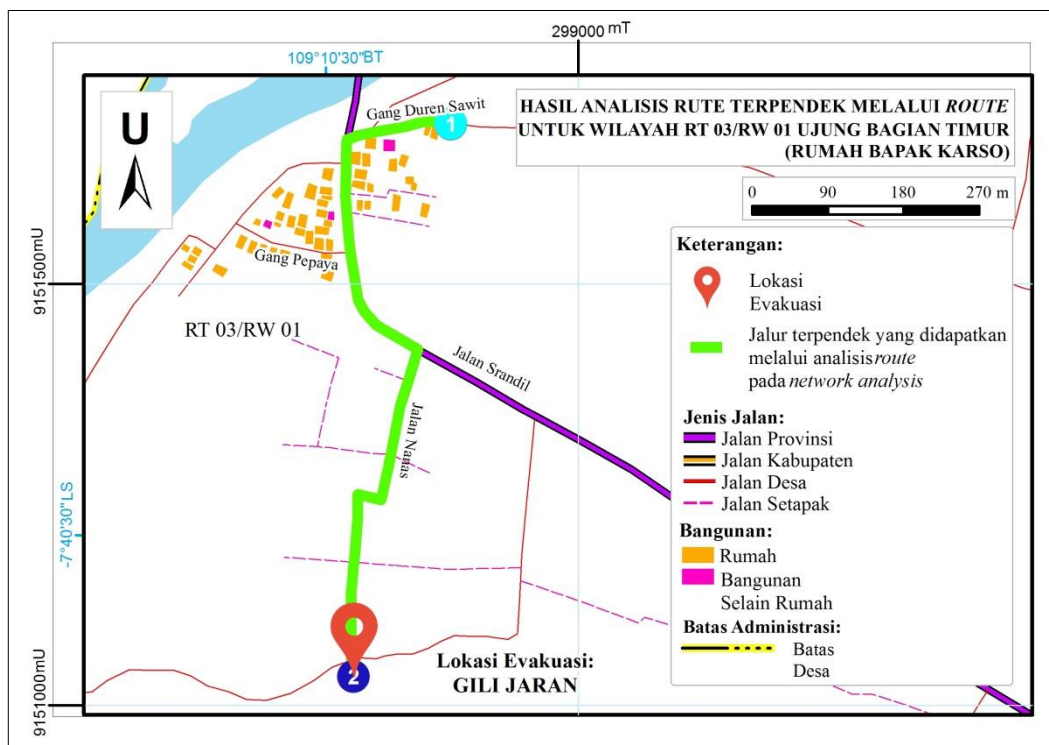 299000 mT
109°10'30"BT
U
Gang Duren Sawit
1
HASIL ANALISIS RUTE TERPENDEK MELALUI ROUTE
UNTUK WILAYAH RT 03/RW 01 UJUNG BAGIAN TIMUR
(RUMAH BAPAK KARSO)
0 90 180 270 m
9151500mU
Gang Pepaya
RT 03/RW 01
Jalan Srandil
Jalan Nanas
-7°40'30"LS
9151000mU
2
Lokasi Evakuasi:
GILI JARAN
Keterangan:
Lokasi
Evakuasi
Jalur terpendek yang didapatkan
melalui analisis route
pada network analysis
Jenis Jalan:
Jalan Provinsi
Jalan Kabupaten
Jalan Desa
Jalan Setapak
Bangunan:
Rumah
Bangunan
Selain Rumah
Batas Administrasi:
Batas
Desa